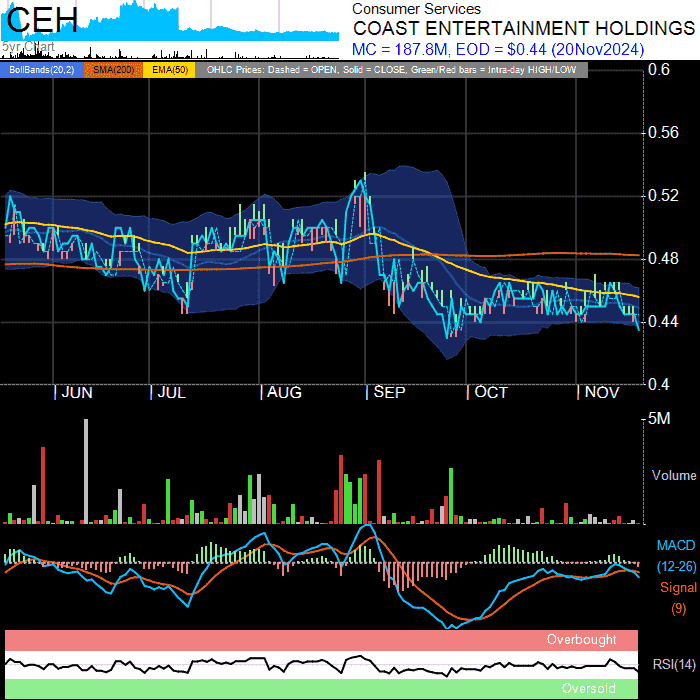 CEH
5yr Chart
Consumer Services
COAST ENTERTAINMENT HOLDINGS
MC = 187.8M, EOD = $0.44 (20Nov2024)
BollBands(20,2) SMA(200) EMA(50) OHLC Prices: Dashed = OPEN, Solid = CLOSE, Green/Red bars = Intra-day HIGH/LOW
0.6
0.56
0.52
0.48
0.44
0.4
| JUN | JUL | AUG | SEP | OCT | NOV
5M
Volume
MACD
(12-26)
Signal
(9)
Overbought
RSI(14)
Oversold